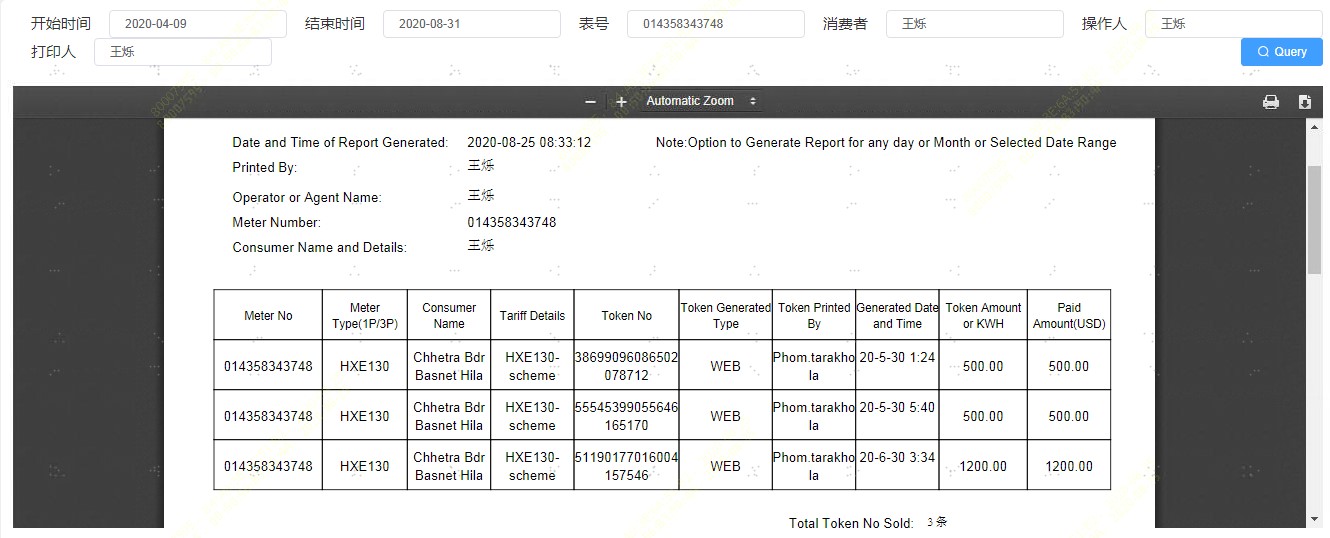 开始时间 2020-04-09 结束时间 2020-08-31 表号 014358343748 消费者 王烁 操作人 王烁
打印人 王烁 Query
Automatic Zoom
Date and Time of Report Generated: 2020-08-25 08:33:12 Note:Option to Generate Report for any day or Month or Selected Date Range
Printed By: 王烁
Operator or Agent Name: 王烁
Meter Number: 014358343748
Consumer Name and Details: 王烁
Meter No Meter Type(1P/3P) Consumer Name Tariff Details Token No Token Generated Type Token Printed By Generated Date and Time Token Amount or KWH Paid Amount(USD)
014358343748 HXE130 Chhetra Bdr Basnet Hila HXE130-scheme 38699096086502078712 WEB Phom.tarakhola 20-5-30 1:24 500.00 500.00
014358343748 HXE130 Chhetra Bdr Basnet Hila HXE130-scheme 55545399055646165170 WEB Phom.tarakhola 20-5-30 5:40 500.00 500.00
014358343748 HXE130 Chhetra Bdr Basnet Hila HXE130-scheme 51190177016004157546 WEB Phom.tarakhola 20-6-30 3:34 1200.00 1200.00
Total Token No Sold: 3 条